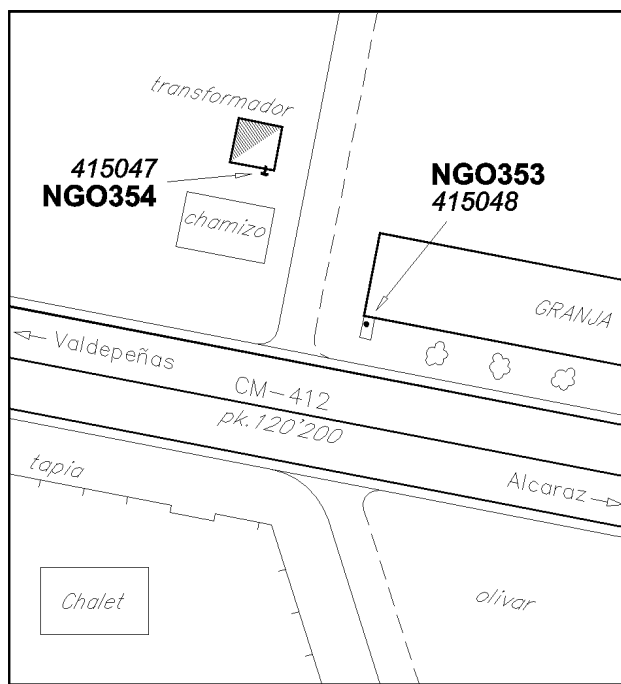 transformador
415047
NGO354
chamizo
NGO353
415048
GRANJA
Valdepeñas
CM-412
pk.120'200
Alcaraz
tapia
Chalet
olivar